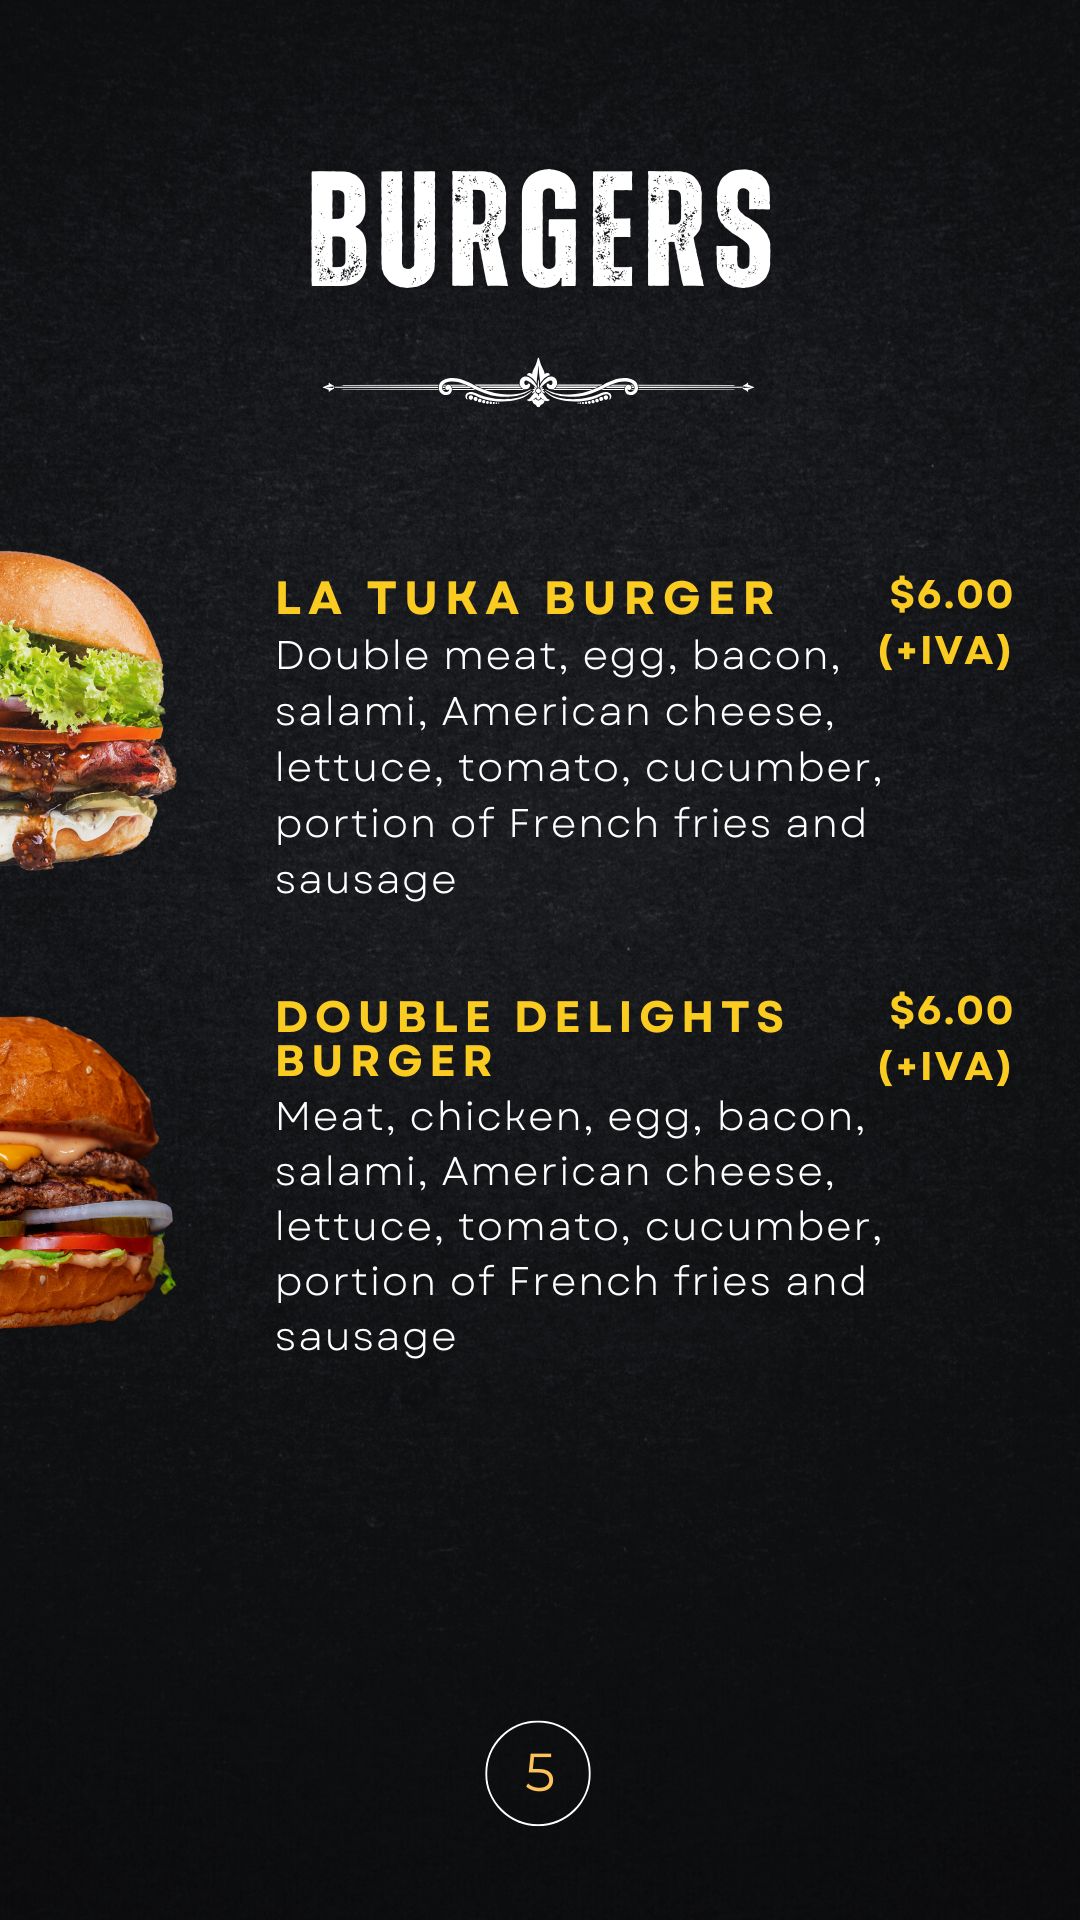 BURGERS
LA TUKA BURGER
$6.00
(+IVA)
Double meat, egg, bacon,
salami, American cheese,
lettuce, tomato, cucumber,
portion of French fries and
sausage
DOUBLE DELIGHTS
BURGER
$6.00
(+IVA)
Meat, chicken, egg, bacon,
salami, American cheese,
lettuce, tomato, cucumber,
portion of French fries and
sausage
5